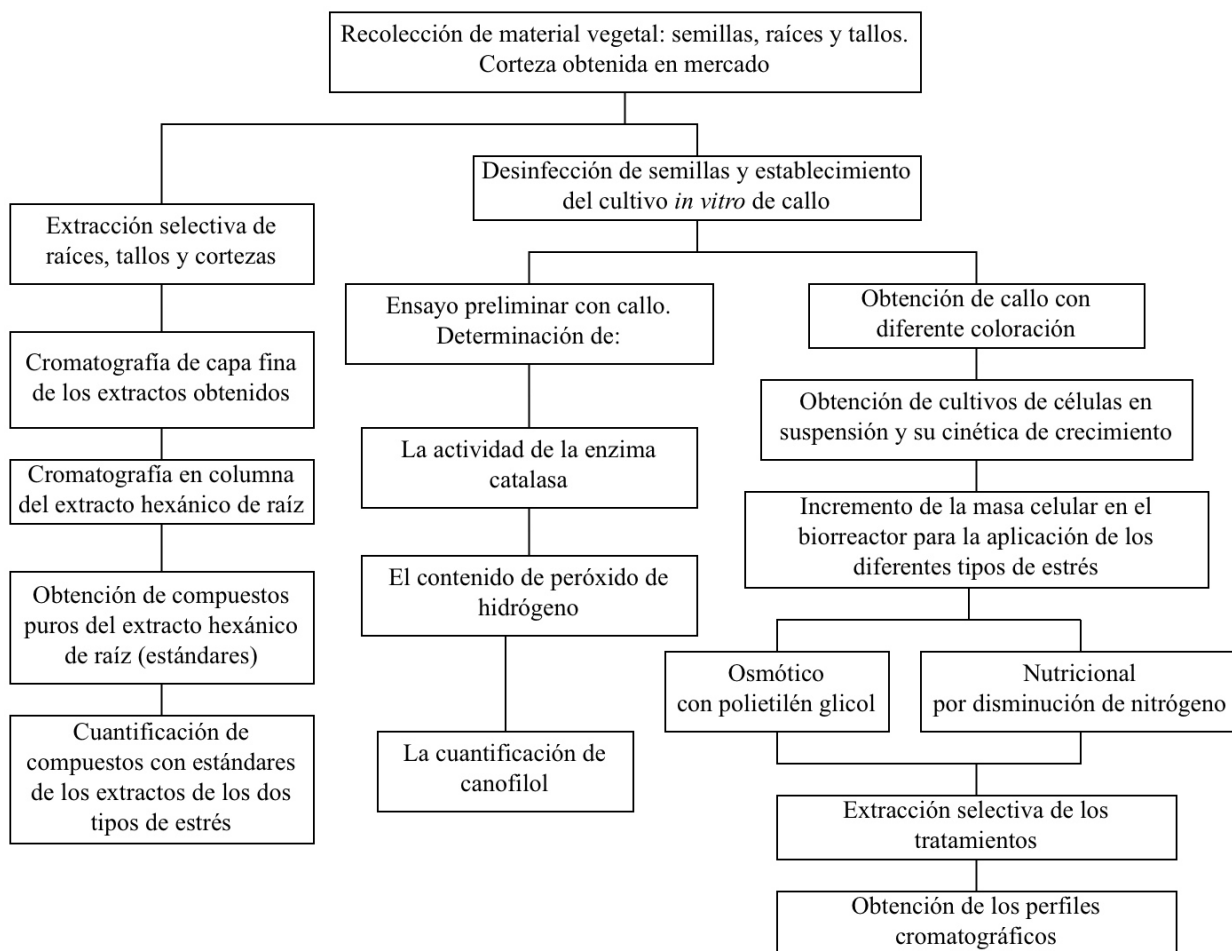 Recolección de material vegetal: semillas, raíces y tallos.
Corteza obtenida en mercado
Desinfección de semillas y establecimiento
del cultivo in vitro de callo
Extracción selectiva de
raíces, tallos y cortezas
Cromatografía de capa fina
de los extractos obtenidos
Cromatografía en columna
del extracto hexánico de raíz
Obtención de compuestos
puros del extracto hexánico
de raíz (estándares)
Cuantificación de
compuestos con estándares
de los extractos de los dos
tipos de estrés
Ensayo preliminar con callo.
Determinación de:
La actividad de la enzima
catalasa
El contenido de peróxido de
hidrógeno
La cuantificación de
canofilol
Obtención de callo con
diferente coloración
Obtención de cultivos de células en
suspensión y su cinética de crecimiento
Incremento de la masa celular en el
biorreactor para la aplicación de los
diferentes tipos de estrés
Osmótico
con polietilén glicol
Nutricional
por disminución de nitrógeno
Extracción selectiva de los
tratamientos
Obtención de los perfiles
cromatográficos